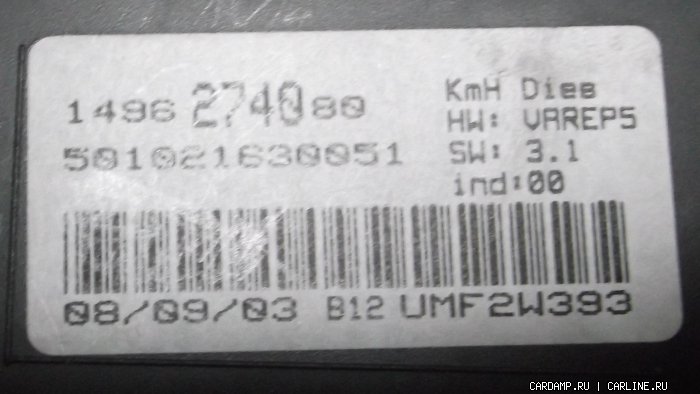 1496 2740 80
501021630051
KmH Dies
HW: VAREP5
SW: 3.1
ind:00
08/09/03 B12 UMF2W393
CARDAMP.RU | CARLINE.RU